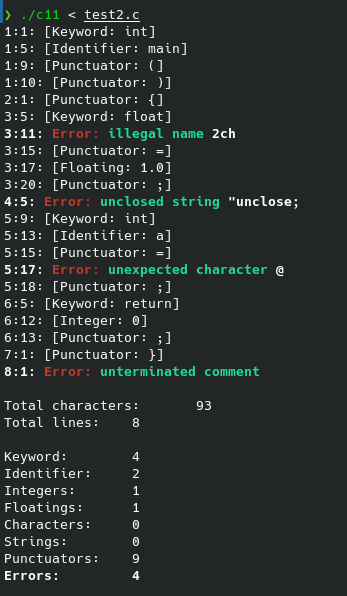 ❯ ./c11 < test2.c
1:1: [Keyword: int]
1:5: [Identifier: main]
1:9: [Punctuator: (]
1:10: [Punctuator: )]
2:1: [Punctuator: {]
3:5: [Keyword: float]
3:11: Error: illegal name 2ch
3:15: [Punctuator: =]
3:17: [Floating: 1.0]
3:20: [Punctuator: ;]
4:5: Error: unclosed string "unclose;
5:9: [Keyword: int]
5:13: [Identifier: a]
5:15: [Punctuator: =]
5:17: Error: unexpected character @
5:18: [Punctuator: ;]
6:5: [Keyword: return]
6:12: [Integer: 0]
6:13: [Punctuator: ;]
7:1: [Punctuator: }]
8:1: Error: unterminated comment
Total characters: 93
Total lines: 8
Keyword: 4
Identifier: 2
Integers: 1
Floatings: 1
Characters: 0
Strings: 0
Punctuators: 9
Errors: 4